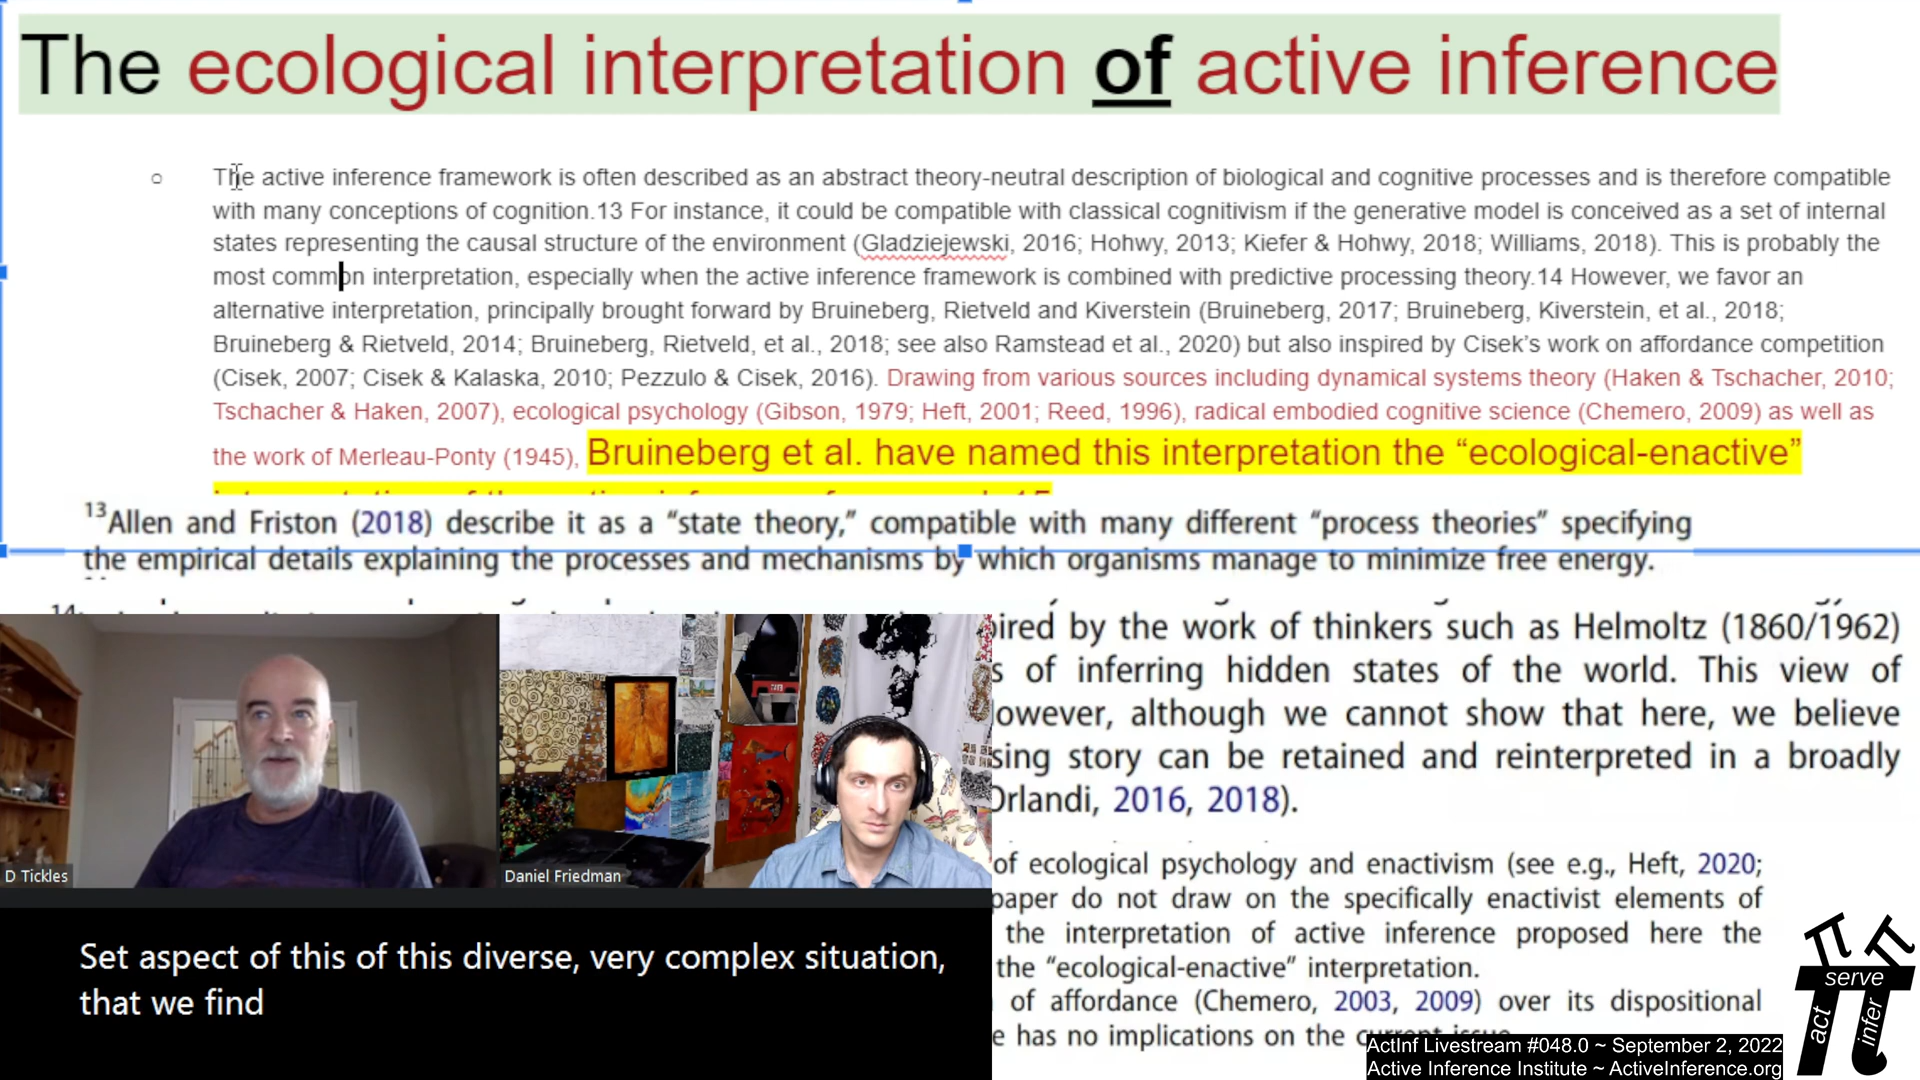 The ecological interpretation of active inference
○ The active inference framework is often described as an abstract theory-neutral description of biological and cognitive processes and is therefore compatible
with many conceptions of cognition.13 For instance, it could be compatible with classical cognitivism if the generative model is conceived as a set of internal
states representing the causal structure of the environment (Gladziejewski, 2016; Hohwy, 2013; Kiefer & Hohwy, 2018; Williams, 2018). This is probably the
most common interpretation, especially when the active inference framework is combined with predictive processing theory.14 However, we favor an
alternative interpretation, principally brought forward by Bruineberg, Rietveld and Kiverstein (Bruineberg, 2017; Bruineberg, Kiverstein, et al., 2018;
Bruineberg & Rietveld, 2014; Bruineberg, Rietveld, et al., 2018; see also Ramstead et al., 2020) but also inspired by Cisek's work on affordance competition
(Cisek, 2007; Cisek & Kalaska, 2010; Pezzulo & Cisek, 2016). Drawing from various sources including dynamical systems theory (Haken & Tschacher, 2010;
Tschacher & Haken, 2007), ecological psychology (Gibson, 1979; Heft, 2001; Reed, 1996), radical embodied cognitive science (Chemero, 2009) as well as
the work of Merleau-Ponty (1945), Bruineberg et al. have named this interpretation the “ecological-enactive”
13Allen and Friston (2018) describe it as a “state theory,” compatible with many different “process theories” specifying
the empirical details explaining the processes and mechanisms by which organisms manage to minimize free energy.
14
pired by the work of thinkers such as Helmoltz (1860/1962)
s of inferring hidden states of the world. This view of
owever, although we cannot show that here, we believe
sing story can be retained and reinterpreted in a broadly
Orlandi, 2016, 2018).
of ecological psychology and enactivism (see e.g., Heft, 2020;
paper do not draw on the specifically enactivist elements of
the interpretation of active inference proposed here the
the “ecological-enactive” interpretation.
of affordance (Chemero, 2003, 2009) over its dispositional
e has no implications on the current issue.
D Tickles
Daniel Friedman
Set aspect of this of this diverse, very complex situation,
that we find
serve
act
infer
ActInf Livestream #048.0 ~ September 2, 2022
Active Inference Institute ~ ActiveInference.org